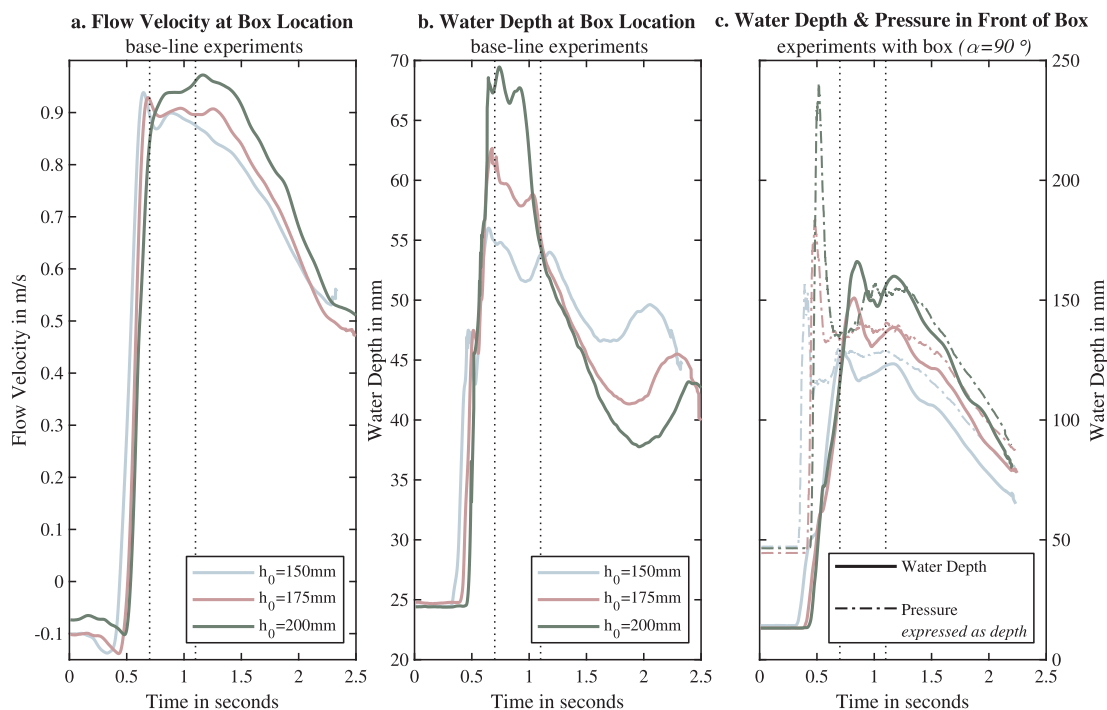 a. Flow Velocity at Box Location
base-line experiments
Flow Velocity in m/s
0.9
0.8
0.7
0.6
0.5
0.4
0.3
0.2
0.1
0
-0.1
0
0.5
1
1.5
2
2.5
Time in seconds
h0=150mm
h0=175mm
h0=200mm
b. Water Depth at Box Location
base-line experiments
Water Depth in mm
70
65
60
55
50
45
40
35
30
25
20
0
0.5
1
1.5
2
2.5
Time in seconds
h0=150mm
h0=175mm
h0=200mm
c. Water Depth & Pressure in Front of Box
experiments with box (α=90 °)
250
200
150
100
50
0
Water Depth in mm
0
0.5
1
1.5
2
2.5
Time in seconds
Water Depth
Pressure
expressed as depth